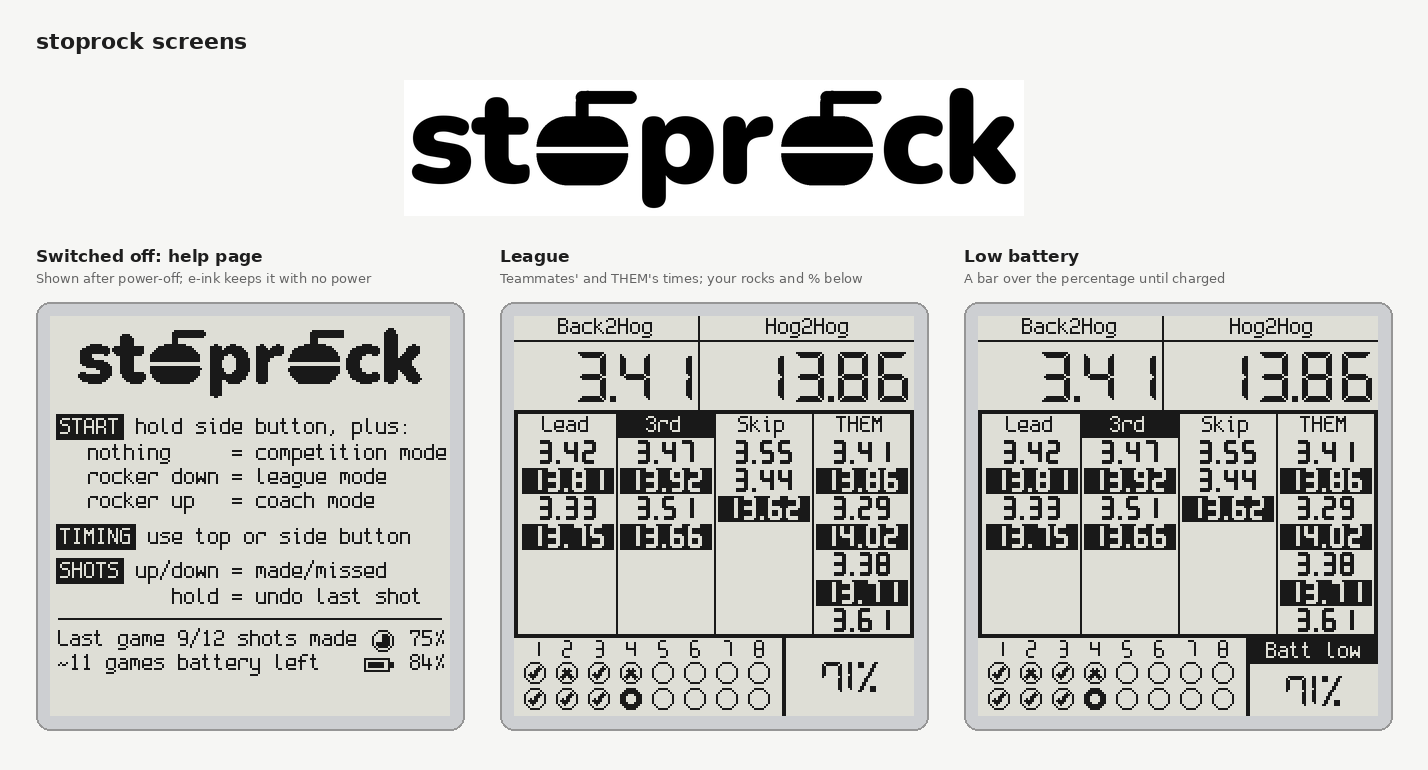 stoprock screens
stoprock
Switched off: help page
Shown after power-off; e-ink keeps it with no power
stoprock
START hold side button, plus:
nothing = competition mode
rocker down = league mode
rocker up = coach mode
TIMING use top or side button
SHOTS up/down = made/missed
hold = undo last shot
Last game 9/12 shots made 75%
~11 games battery left 84%
League
Teammates' and THEM's times; your rocks and % below
Back2Hog Hog2Hog
3.41 13.86
Lead 3rd Skip THEM
3.42 3.47 3.55 3.41
13.81 13.92 3.44 13.86
3.33 3.51 13.62 3.29
13.75 13.66 14.02
3.38
13.71
3.61
1 2 3 4 5 6 7 8
71%
Low battery
A bar over the percentage until charged
Back2Hog Hog2Hog
3.41 13.86
Lead 3rd Skip THEM
3.42 3.47 3.55 3.41
13.81 13.92 3.44 13.86
3.33 3.51 13.62 3.29
13.75 13.66 14.02
3.38
13.71
3.61
1 2 3 4 5 6 7 8 Batt low
71%